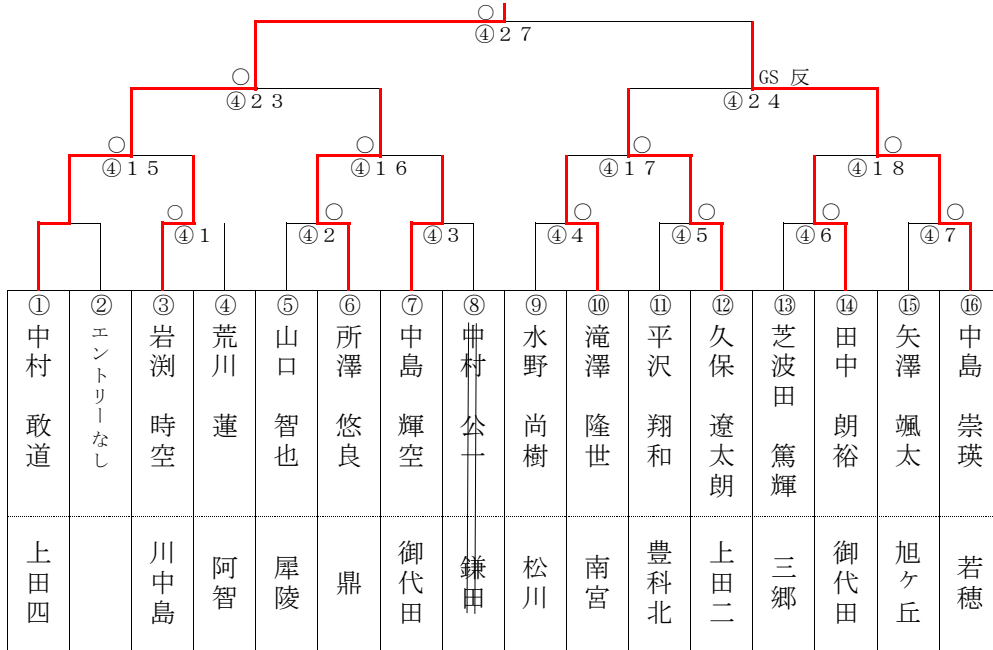 ○
④27
○
④23
GS 反
④24
○
④15
○
④16
○
④17
○
④18
○
④1
○
④2
④3
○
④4
○
④5
○
④6
○
④7
① 中村 敢道 上田四
② エントリーなし
③ 岩渕 時空 川中島
④ 荒川 蓮 阿智
⑤ 山口 智也 犀陵
⑥ 所澤 悠良 鼎
⑦ 中島 輝空 御代田
⑧ 中村 公一 鎌田
⑨ 水野 尚樹 松川
⑩ 滝澤 隆世 南宮
⑪ 平沢 翔和 豊科北
⑫ 久保 遼太朗 上田二
⑬ 芝波田 篤輝 三郷
⑭ 田中 朗裕 御代田
⑮ 矢澤 颯太 旭ケ丘
⑯ 中島 崇瑛 若穂